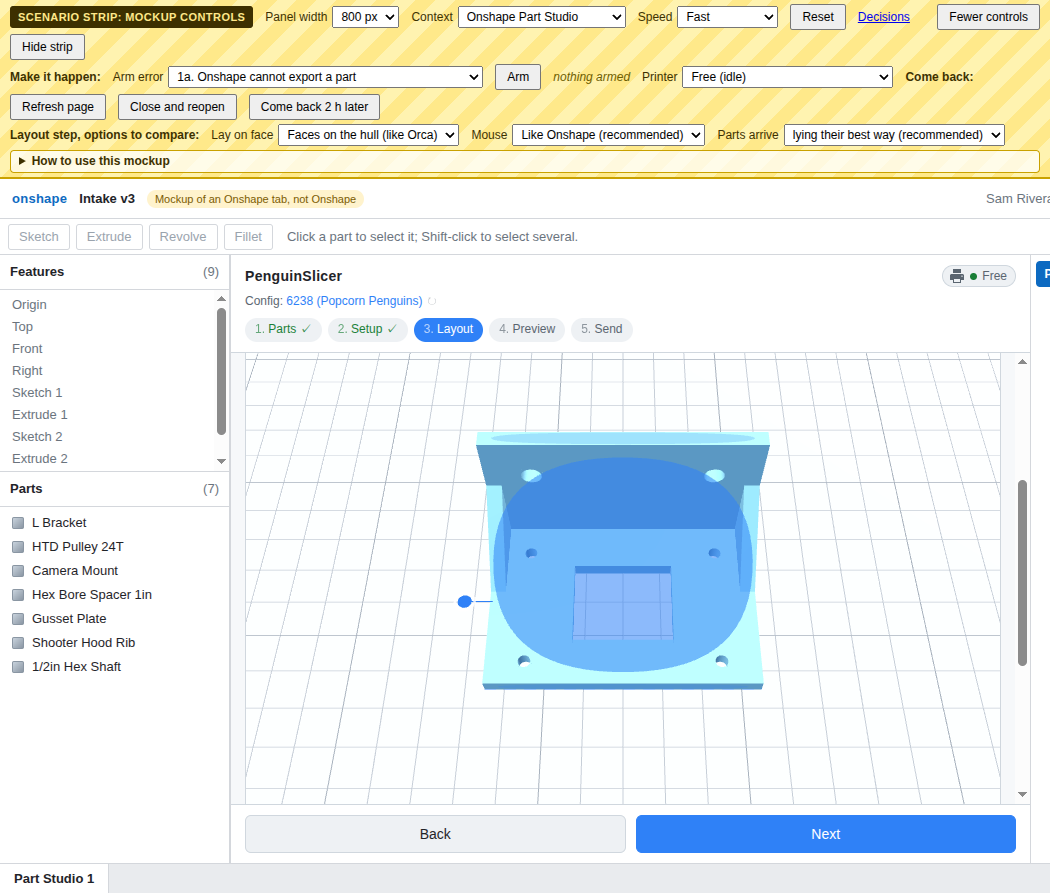 SCENARIO STRIP: MOCKUP CONTROLS Panel width 800 px Context Onshape Part Studio Speed Fast Reset Decisions Fewer controls
Hide strip
Make it happen: Arm error 1a. Onshape cannot export a part Arm nothing armed Printer Free (idle) Come back:
Refresh page Close and reopen Come back 2 h later
Layout step, options to compare: Lay on face Faces on the hull (like Orca) Mouse Like Onshape (recommended) Parts arrive lying their best way (recommended)
How to use this mockup
onshape Intake v3 Mockup of an Onshape tab, not Onshape Sam Rivera
Sketch Extrude Revolve Fillet Click a part to select it; Shift-click to select several.
Features (9)
Origin
Top
Front
Right
Sketch 1
Extrude 1
Sketch 2
Extrude 2
Parts (7)
L Bracket
HTD Pulley 24T
Camera Mount
Hex Bore Spacer 1in
Gusset Plate
Shooter Hood Rib
1/2in Hex Shaft
PenguinSlicer Free
Config: 6238 (Popcorn Penguins)
1. Parts ✓ 2. Setup ✓ 3. Layout 4. Preview 5. Send
Back Next
Part Studio 1